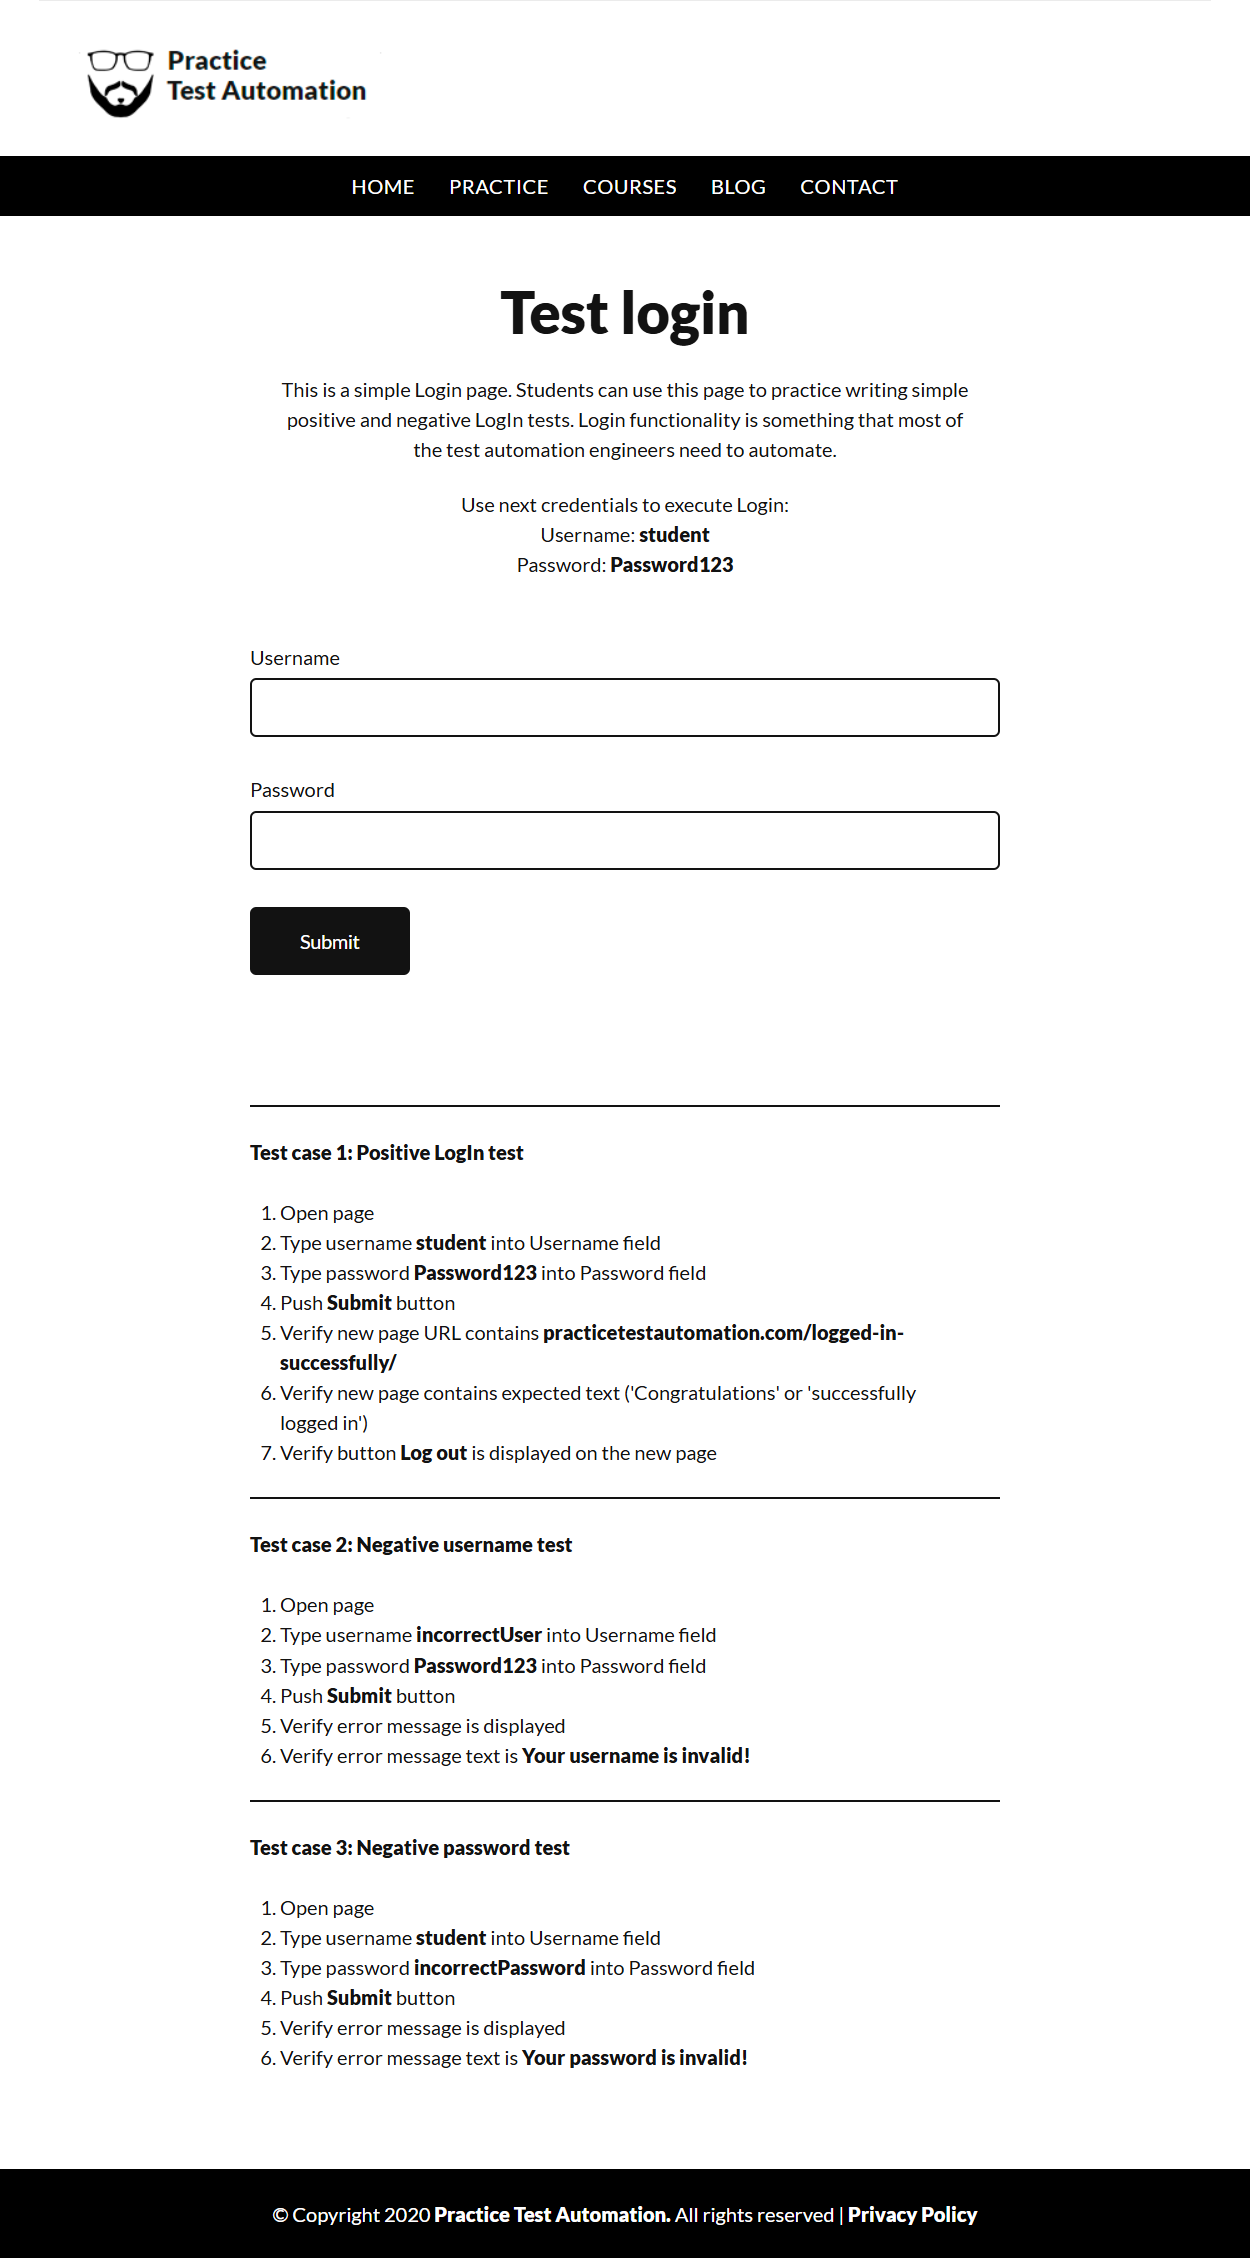 Practice
Test Automation
HOME PRACTICE COURSES BLOG CONTACT
Test login
This is a simple Login page. Students can use this page to practice writing simple
positive and negative LogIn tests. Login functionality is something that most of
the test automation engineers need to automate.
Use next credentials to execute Login:
Username: student
Password: Password123
Username
Password
Submit
Test case 1: Positive LogIn test
1. Open page
2. Type username student into Username field
3. Type password Password123 into Password field
4. Push Submit button
5. Verify new page URL contains practicetestautomation.com/logged-in-
successfully/
6. Verify new page contains expected text ('Congratulations' or 'successfully
logged in')
7. Verify button Log out is displayed on the new page
Test case 2: Negative username test
1. Open page
2. Type username incorrectUser into Username field
3. Type password Password123 into Password field
4. Push Submit button
5. Verify error message is displayed
6. Verify error message text is Your username is invalid!
Test case 3: Negative password test
1. Open page
2. Type username student into Username field
3. Type password incorrectPassword into Password field
4. Push Submit button
5. Verify error message is displayed
6. Verify error message text is Your password is invalid!
© Copyright 2020 Practice Test Automation. All rights reserved | Privacy Policy